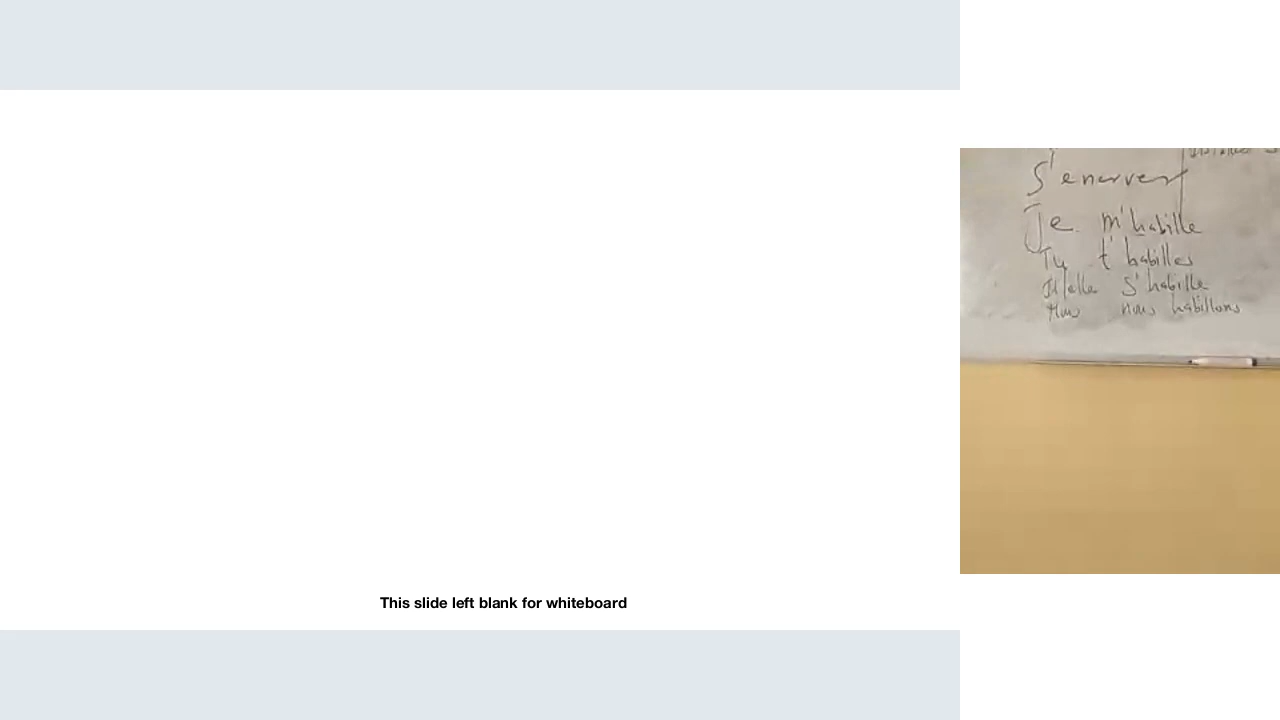 S'enerver
Je m'habille
Tu t'habilles
Il/elle s'habille
Nous nous habillons
This slide left blank for whiteboard